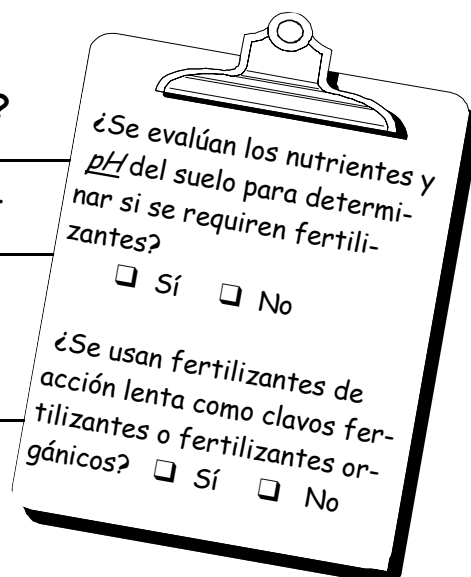 ?
¿Se evalúan los nutrientes y
pH del suelo para determi-
nar si se requiren fertili-
zantes?
❑ Sí ❑ No
¿Se usan fertilizantes de
acción lenta como clavos fer-
tilizantes o fertilizantes or-
gánicos? ❑ Sí ❑ No